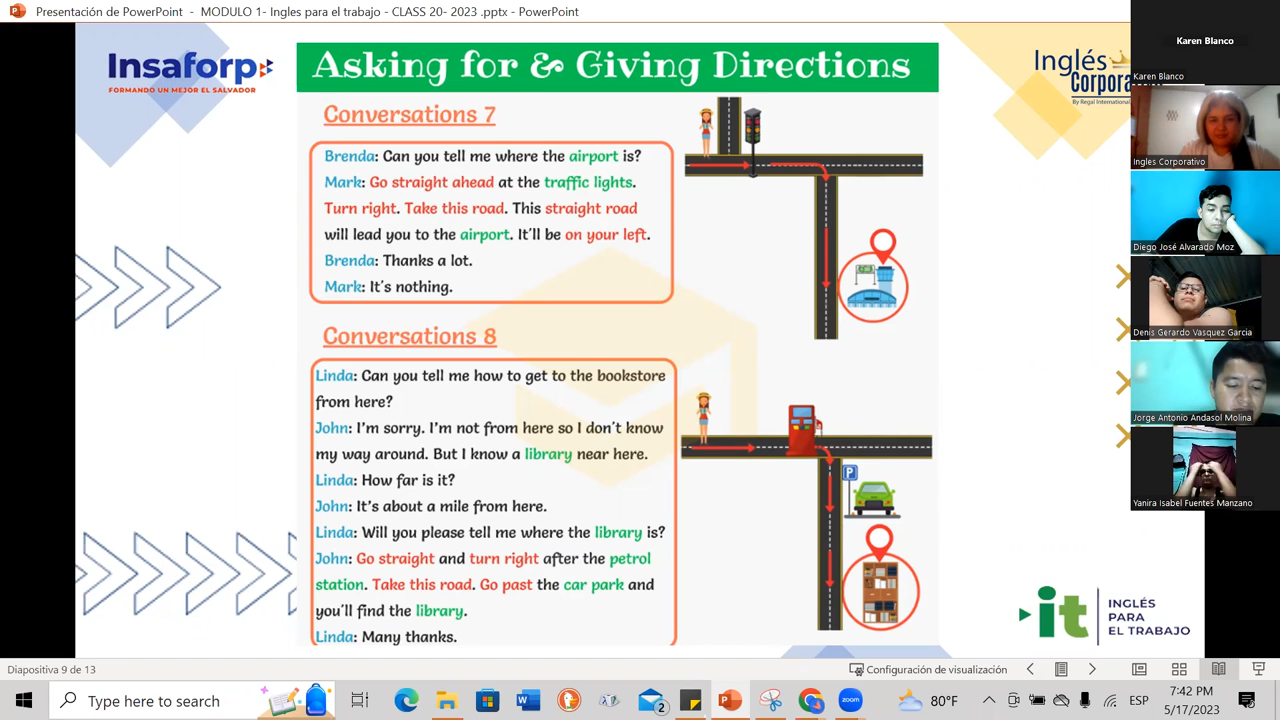 Presentación de PowerPoint - MODULO 1- Ingles para el trabajo - CLASS 20- 2023 .pptx - PowerPoint
Insaforp
FORMANDO UN MEJOR EL SALVADOR
Asking for & Giving Directions
Inglés
Corpora
By Regal International
Conversations 7
Brenda: Can you tell me where the airport is?
Mark: Go straight ahead at the traffic lights.
Turn right. Take this road. This straight road
will lead you to the airport. It'll be on your left.
Brenda: Thanks a lot.
Mark: It's nothing.
Conversations 8
Linda: Can you tell me how to get to the bookstore
from here?
John: I'm sorry. I'm not from here so I don't know
my way around. But I know a library near here.
Linda: How far is it?
John: It's about a mile from here.
Linda: Will you please tell me where the library is?
John: Go straight and turn right after the petrol
station. Take this road. Go past the car park and
you'll find the library.
Linda: Many thanks.
P
it
INGLÉS
PARA
EL TRABAJO
Karen Blanco
Karen Blanco
Ingles Corporativo
Diego José Alvarado Moz
Denis Gerardo Vasquez Garcia
Jorge Antonio Andasol Molina
Yanira Isabel Fuentes Manzano
Diapositiva 9 de 13
Configuración de visualización
Type here to search
2
zoom
80°F
ESP
7:42 PM
5/17/2023